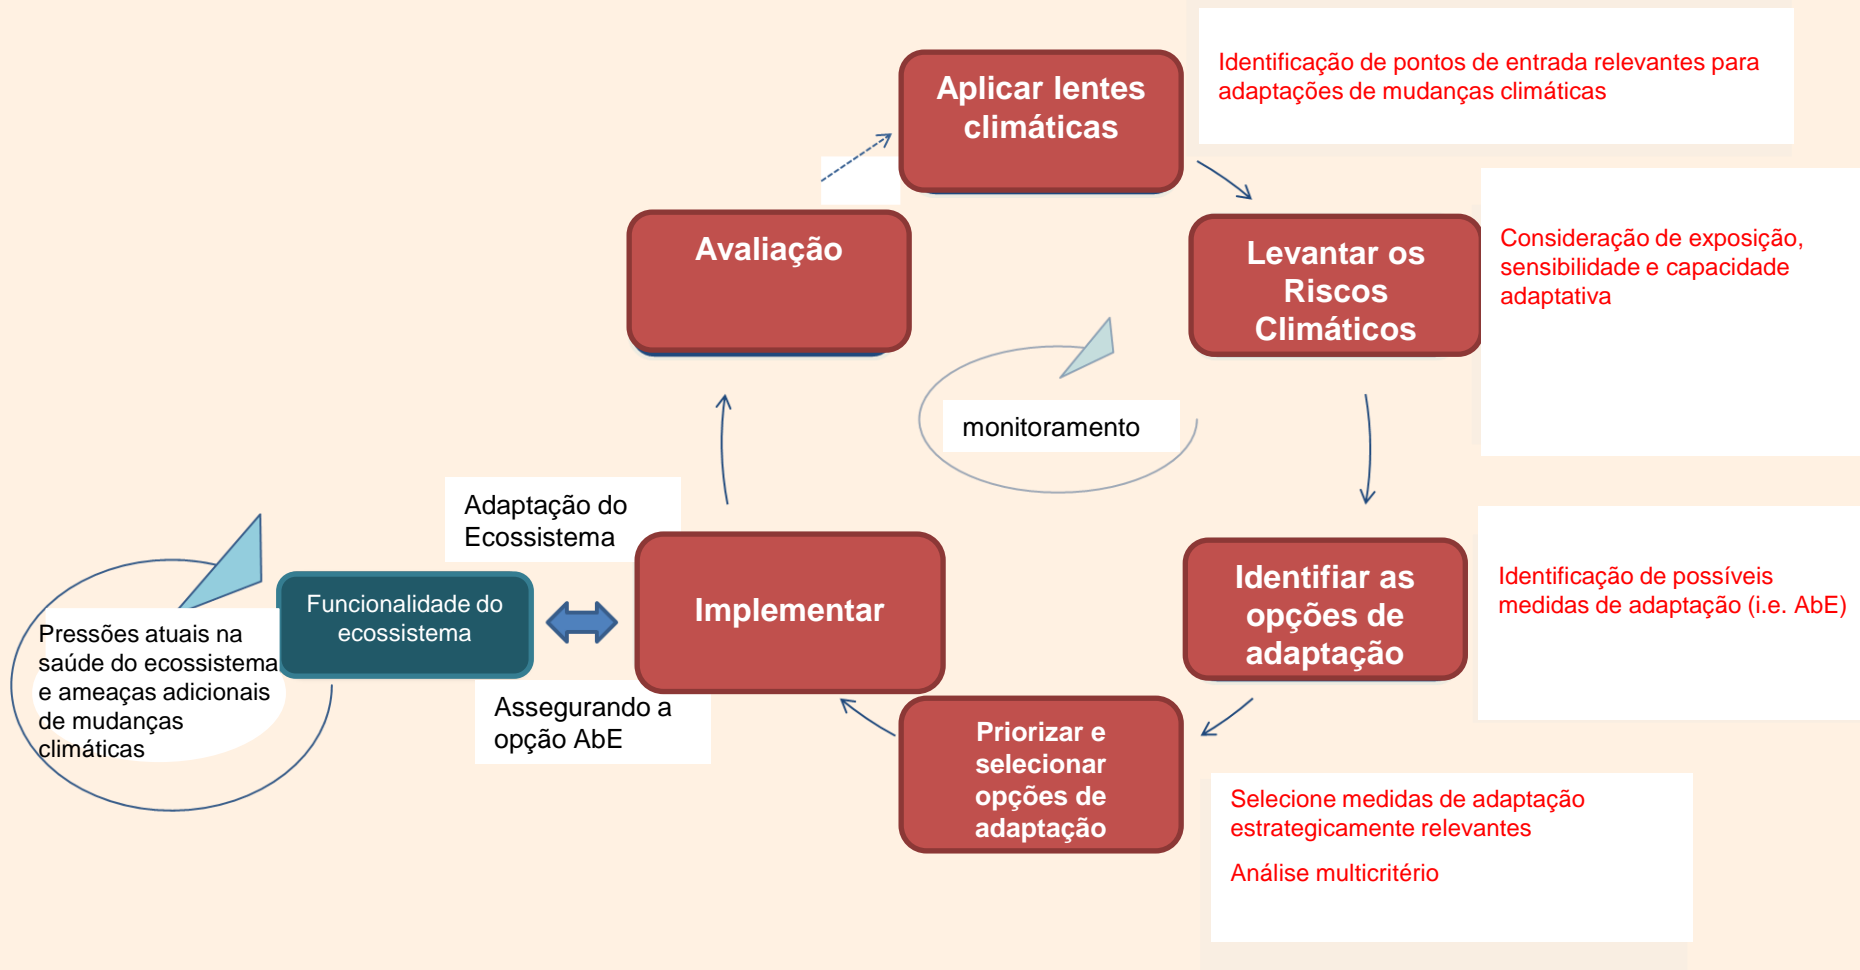 Aplicar lentes
climáticas
Identificação de pontos de entrada relevantes para
adaptações de mudanças climáticas
Avaliação
Levantar os
Riscos
Climáticos
Consideração de exposição,
sensibilidade e capacidade
adaptativa
monitoramento
Adaptação do
Ecossistema
Implementar
Identifiar as
opções de
adaptação
Identificação de possíveis
medidas de adaptação (i.e. AbE)
Funcionalidade do
ecossistema
Pressões atuais na
saúde do ecossistema
e ameaças adicionais
de mudanças
climáticas
Assegurando a
opção AbE
Priorizar e
selecionar
opções de
adaptação
Selecione medidas de adaptação
estrategicamente relevantes
Análise multicritério